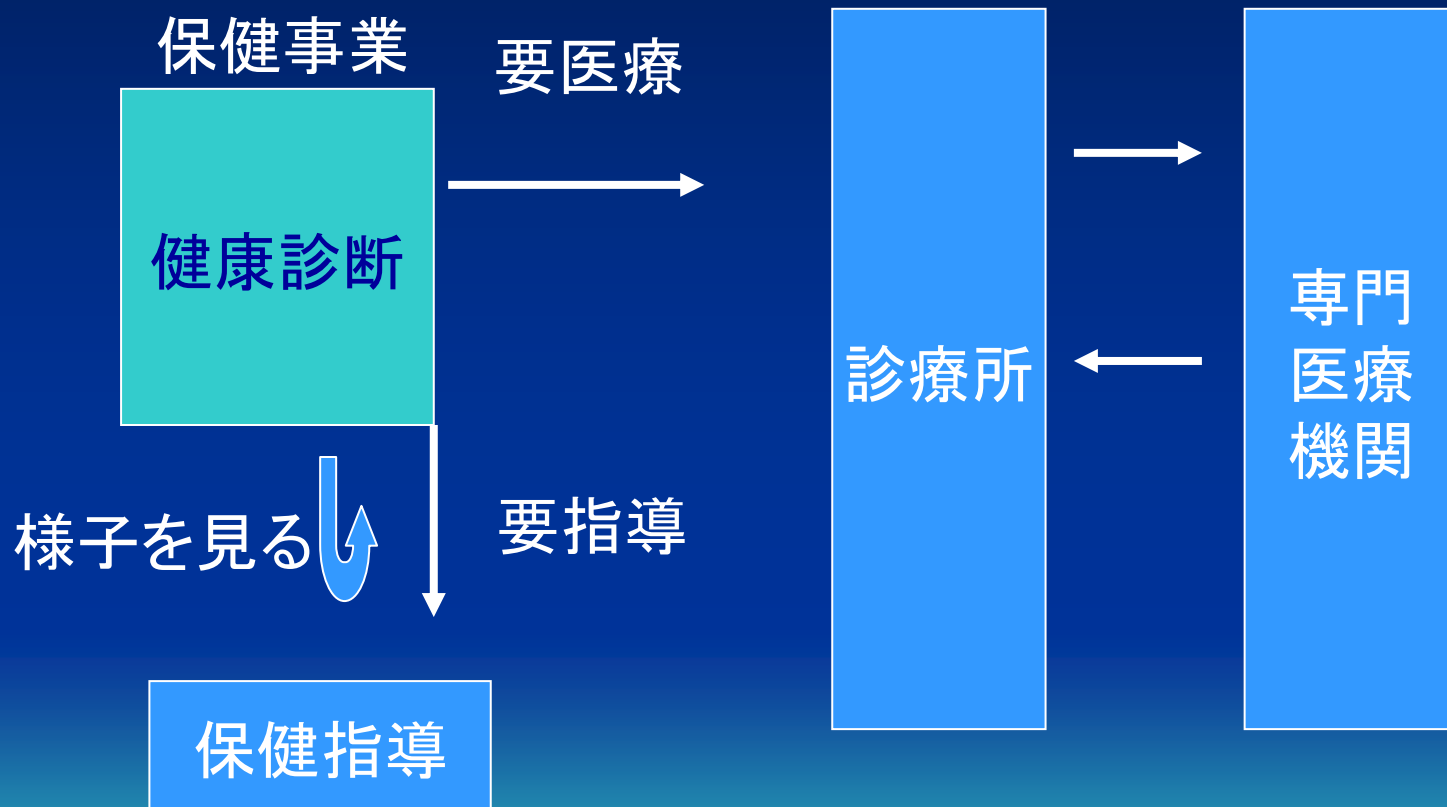 保健事業
要医療
健康診断
診療所
専門
医療
機関
様子を見る
要指導
保健指導